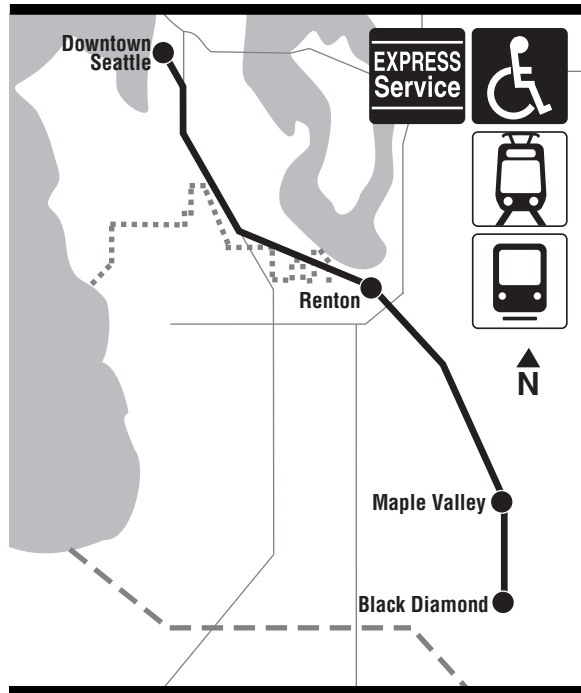 Downtown
Seattle
EXPRESS
Service
Renton
N
Maple Valley
Black Diamond